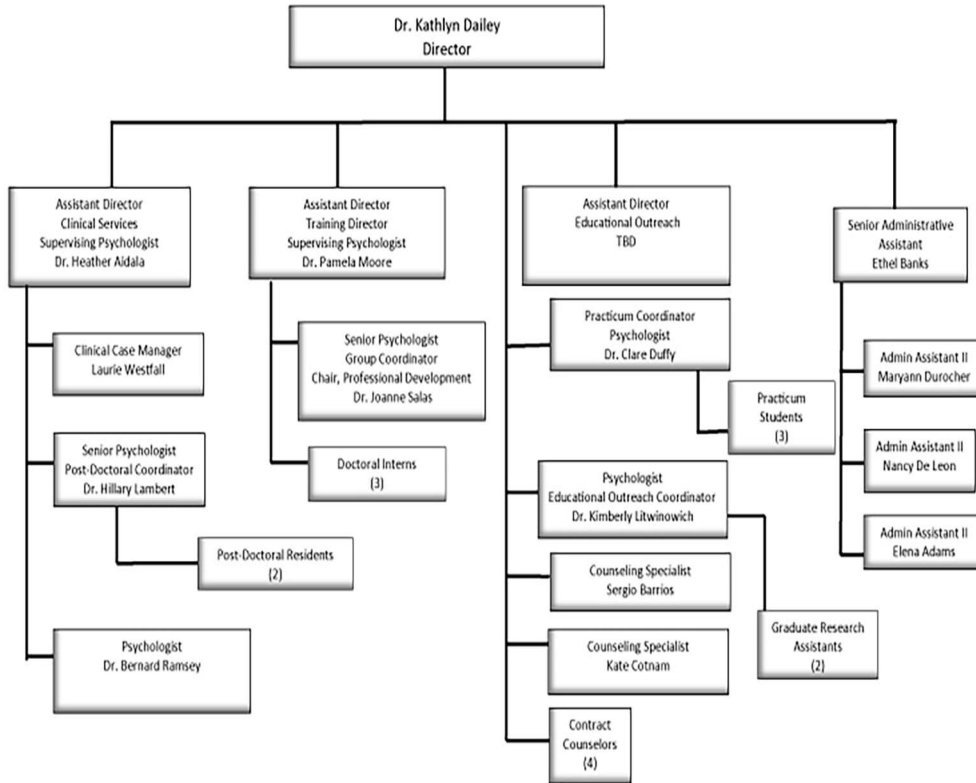 Dr. Kathlyn Dailey
Director
Assistant Director
Clinical Services
Supervising Psychologist
Dr. Heather Aidala
Clinical Case Manager
Laurie Westfall
Senior Psychologist
Post-Doctoral Coordinator
Dr. Hillary Lambert
Post-Doctoral Residents
(2)
Psychologist
Dr. Bernard Ramsey
Assistant Director
Training Director
Supervising Psychologist
Dr. Pamela Moore
Senior Psychologist
Group Coordinator
Chair, Professional Development
Dr. Joanne Salas
Doctoral Interns
(3)
Assistant Director
Educational Outreach
TBD
Practicum Coordinator
Psychologist
Dr. Clare Duffy
Practicum
Students
(3)
Psychologist
Educational Outreach Coordinator
Dr. Kimberly Litwinowich
Graduate Research
Assistants
(2)
Counseling Specialist
Sergio Barrios
Counseling Specialist
Kate Cotnam
Contract
Counselors
(4)
Senior Administrative
Assistant
Ethel Banks
Admin Assistant II
Maryann Durocher
Admin Assistant II
Nancy De Leon
Admin Assistant II
Elena Adams